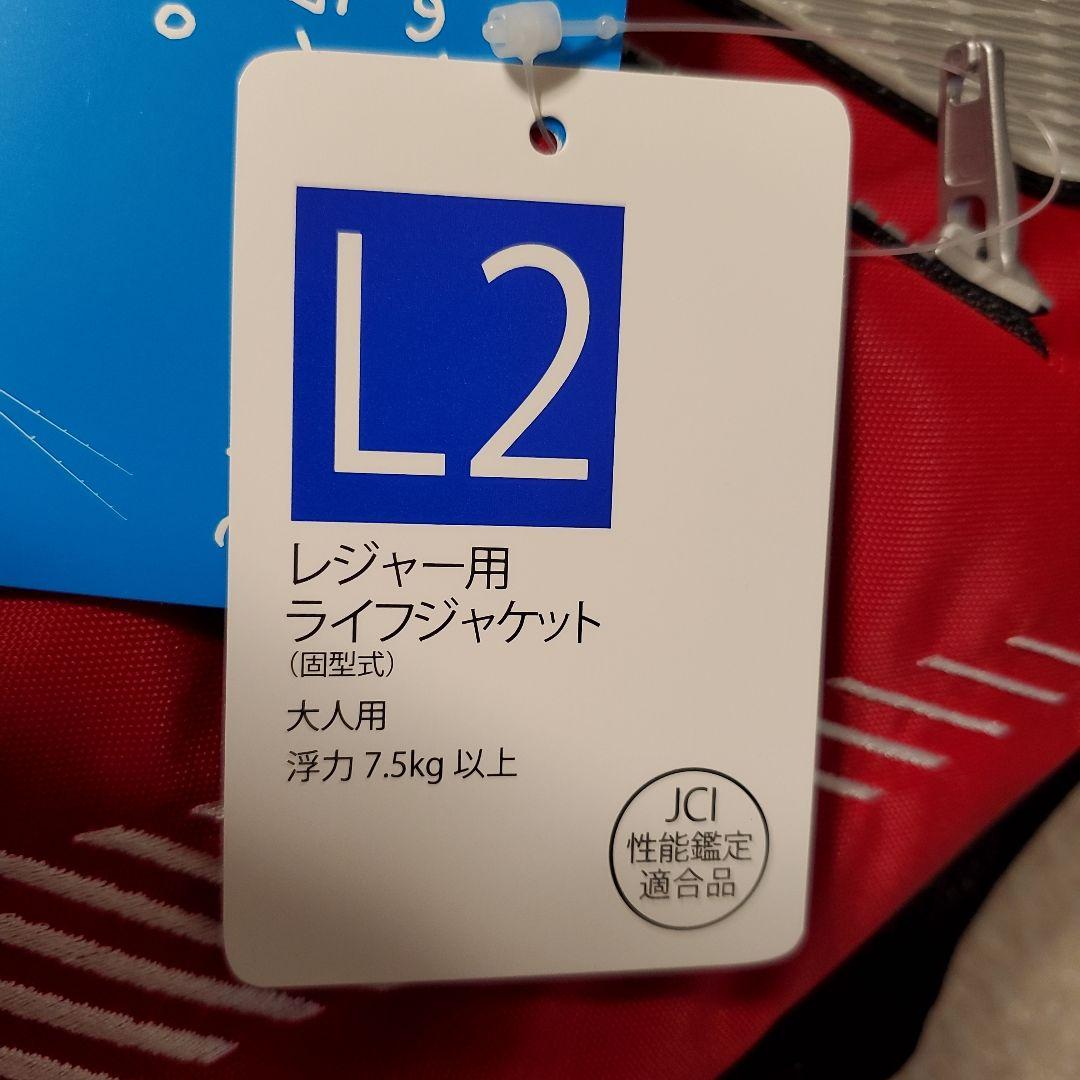 L2
レジャー用
ライフジャケット
（固型式）
大人用
浮力 7.5kg 以上
JCI
性能鑑定
適合品